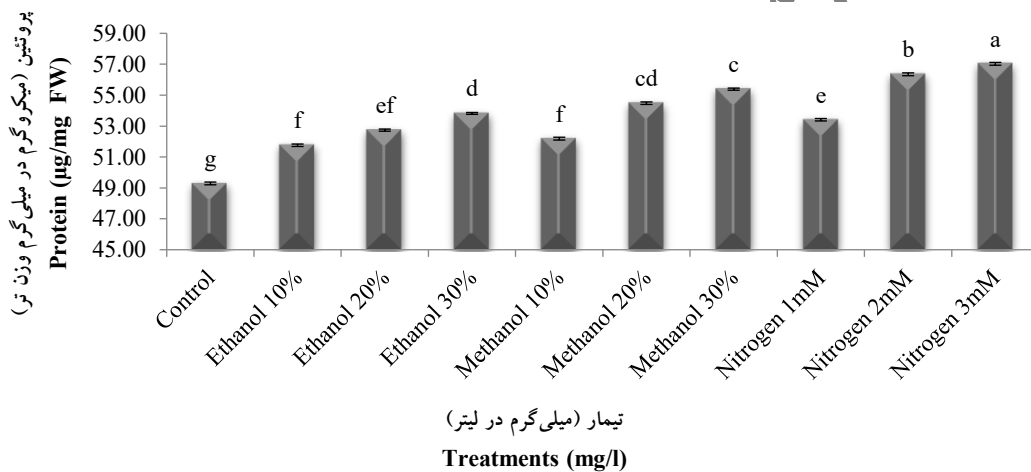 پروتئین (میکروگرم در میلی‌گرم وزن تر)
Protein (µg/mg FW)
59.00
57.00
55.00
53.00
51.00
49.00
47.00
45.00
g
f
ef
d
f
cd
c
e
b
a
Control
Ethanol 10%
Ethanol 20%
Ethanol 30%
Methanol 10%
Methanol 20%
Methanol 30%
Nitrogen 1mM
Nitrogen 2mM
Nitrogen 3mM
تیمار (میلی‌گرم در لیتر)
Treatments (mg/l)